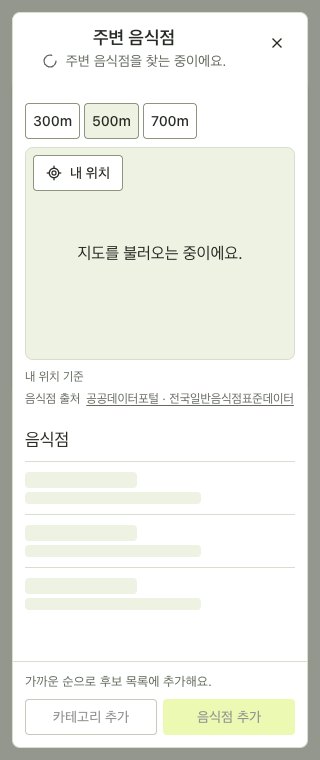 주변 음식점
주변 음식점을 찾는 중이에요.
300m 500m 700m
내 위치
지도를 불러오는 중이에요.
내 위치 기준
음식점 출처 공공데이터포털 · 전국일반음식점표준데이터
음식점
가까운 순으로 후보 목록에 추가해요.
카테고리 추가 음식점 추가